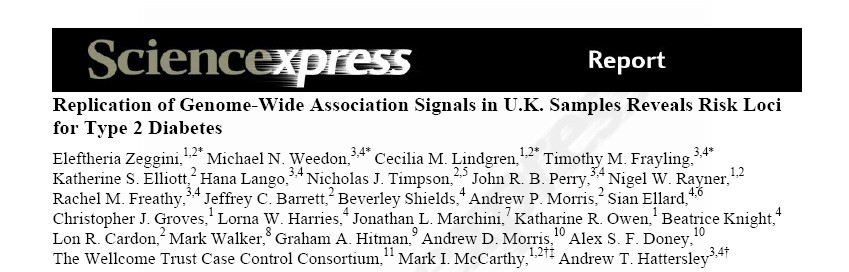 Sciencexpress Report
Replication of Genome-Wide Association Signals in U.K. Samples Reveals Risk Loci
for Type 2 Diabetes
Eleftheria Zeggini,1,2* Michael N. Weedon,3,4* Cecilia M. Lindgren,1,2* Timothy M. Frayling,3,4*
Katherine S. Elliott,2 Hana Lango,3,4 Nicholas J. Timpson,2,5 John R. B. Perry,3,4 Nigel W. Rayner,1,2
Rachel M. Freathy,3,4 Jeffrey C. Barrett,2 Beverley Shields,4 Andrew P. Morris,2 Sian Ellard,4,6
Christopher J. Groves,1 Lorna W. Harries,4 Jonathan L. Marchini,7 Katharine R. Owen,1 Beatrice Knight,4
Lon R. Cardon,2 Mark Walker,8 Graham A. Hitman,9 Andrew D. Morris,10 Alex S. F. Doney,10
The Wellcome Trust Case Control Consortium,11 Mark I. McCarthy,1,2†‡ Andrew T. Hattersley3,4†